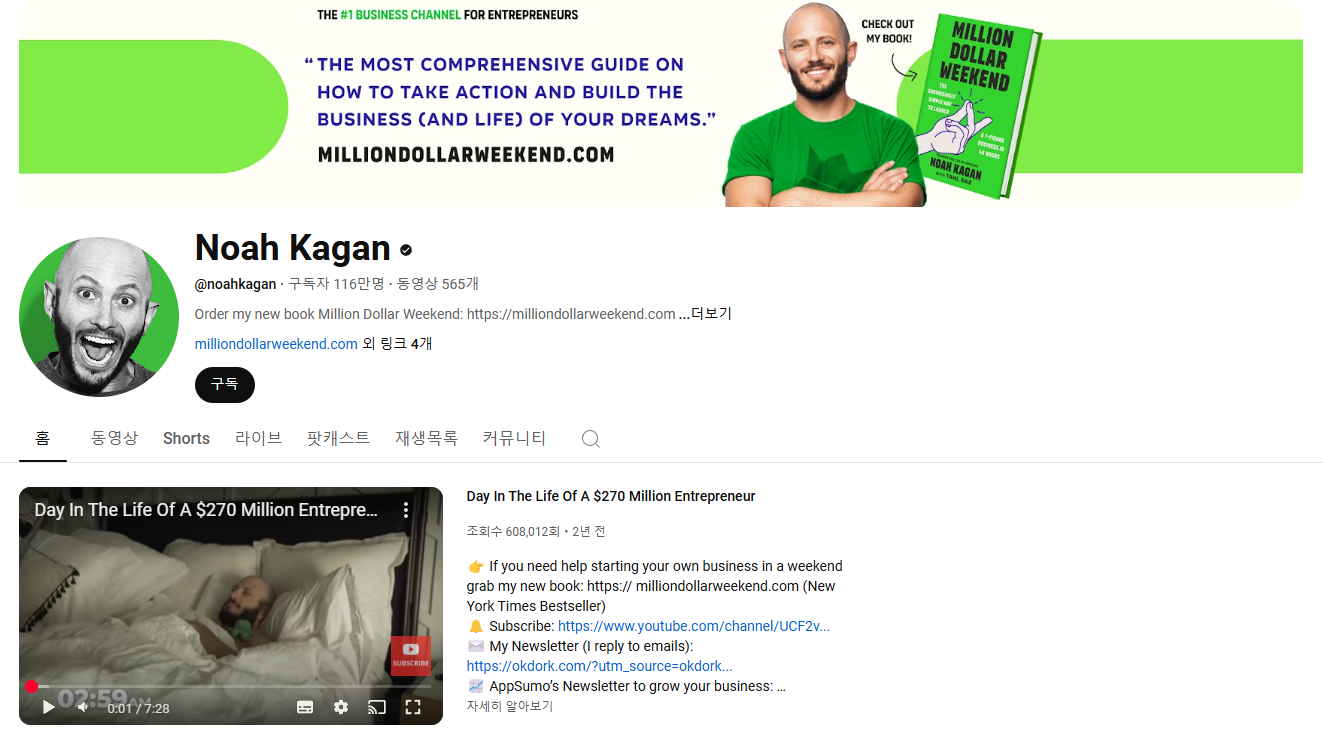 THE #1 BUSINESS CHANNEL FOR ENTREPRENEURS
“THE MOST COMPREHENSIVE GUIDE ON
HOW TO TAKE ACTION AND BUILD THE
BUSINESS (AND LIFE) OF YOUR DREAMS.”
MILLIONDOLLARWEEKEND.COM
CHECK OUT
MY BOOK!
MILLION
DOLLAR
WEEKEND
THE
SURPRISINGLY
SIMPLE WAY
TO LAUNCH
A 7-FIGURE
BUSINESS IN
48 HOURS
NOAH KAGAN
WITH TAHL RAZ
Noah Kagan
@noahkagan · 구독자 116만명 · 동영상 565개
Order my new book Million Dollar Weekend: https://milliondollarweekend.com ...더보기
milliondollarweekend.com 외 링크 4개
구독
홈 동영상 Shorts 라이브 팟캐스트 재생목록 커뮤니티
Day In The Life Of A $270 Million Entrepre...
SUBSCRIBE
02:59AM
0:01 / 7:28
Day In The Life Of A $270 Million Entrepreneur
조회수 608,012회 • 2년 전
👉 If you need help starting your own business in a weekend
grab my new book: https:// milliondollarweekend.com (New
York Times Bestseller)
🔔 Subscribe: https://www.youtube.com/channel/UCF2v...
✉️ My Newsletter (I reply to emails):
https://okdork.com/?utm_source=okdork...
📈 AppSumo’s Newsletter to grow your business: ...
자세히 알아보기